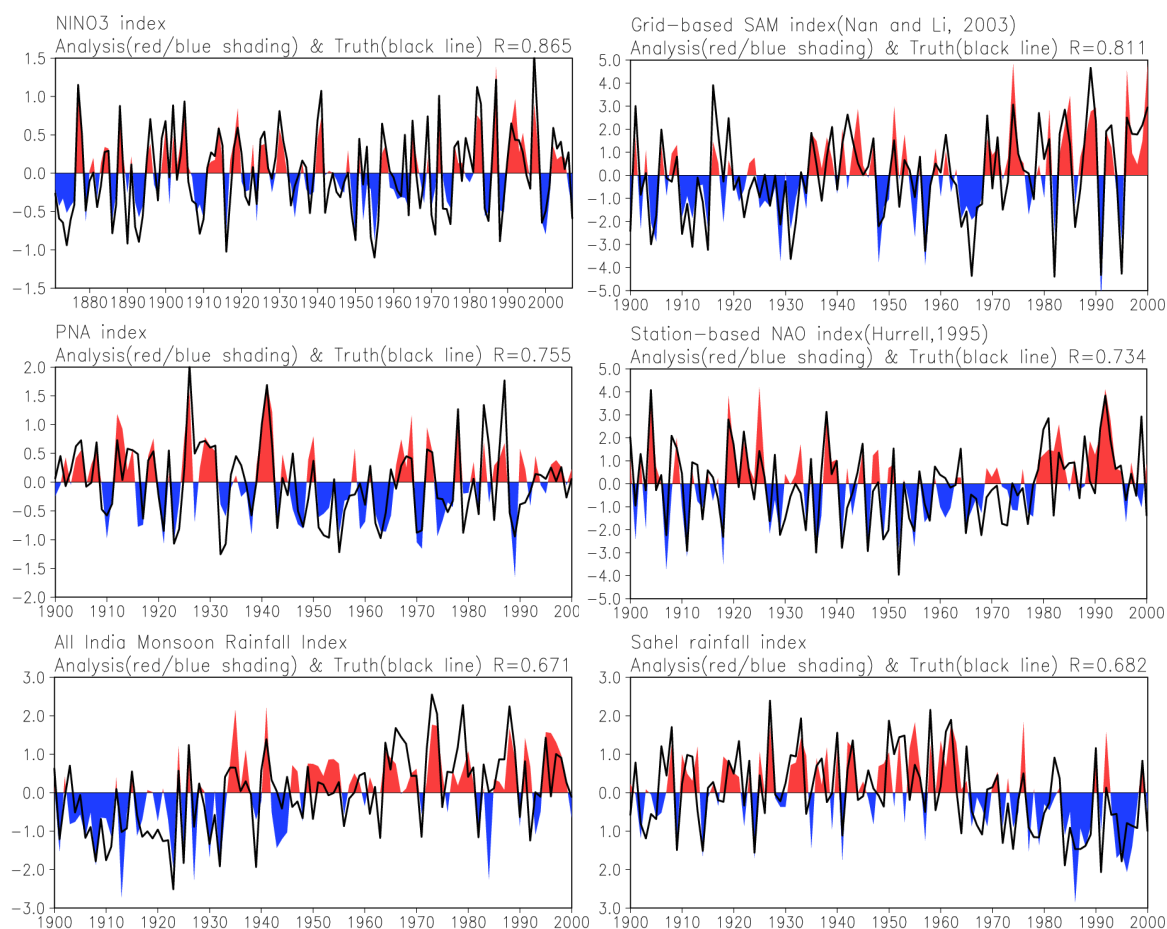 NINO3 index
Analysis(red/blue shading) & Truth(black line) R=0.865
1.5
1.0
0.5
0.0
−0.5
−1.0
−1.5
1880 1890 1900 1910 1920 1930 1940 1950 1960 1970 1980 1990 2000
Grid−based SAM index(Nan and Li, 2003)
Analysis(red/blue shading) & Truth(black line) R=0.811
5.0
4.0
3.0
2.0
1.0
0.0
−1.0
−2.0
−3.0
−4.0
−5.0
1900 1910 1920 1930 1940 1950 1960 1970 1980 1990 2000
PNA index
Analysis(red/blue shading) & Truth(black line) R=0.755
2.0
1.5
1.0
0.5
0.0
−0.5
−1.0
−1.5
−2.0
1900 1910 1920 1930 1940 1950 1960 1970 1980 1990 2000
Station−based NAO index(Hurrell,1995)
Analysis(red/blue shading) & Truth(black line) R=0.734
5.0
4.0
3.0
2.0
1.0
0.0
−1.0
−2.0
−3.0
−4.0
−5.0
1900 1910 1920 1930 1940 1950 1960 1970 1980 1990 2000
All India Monsoon Rainfall Index
Analysis(red/blue shading) & Truth(black line) R=0.671
3.0
2.0
1.0
0.0
−1.0
−2.0
−3.0
1900 1910 1920 1930 1940 1950 1960 1970 1980 1990 2000
Sahel rainfall index
Analysis(red/blue shading) & Truth(black line) R=0.682
3.0
2.0
1.0
0.0
1.0
2.0
3.0
1900 1910 1920 1930 1940 1950 1960 1970 1980 1990 2000